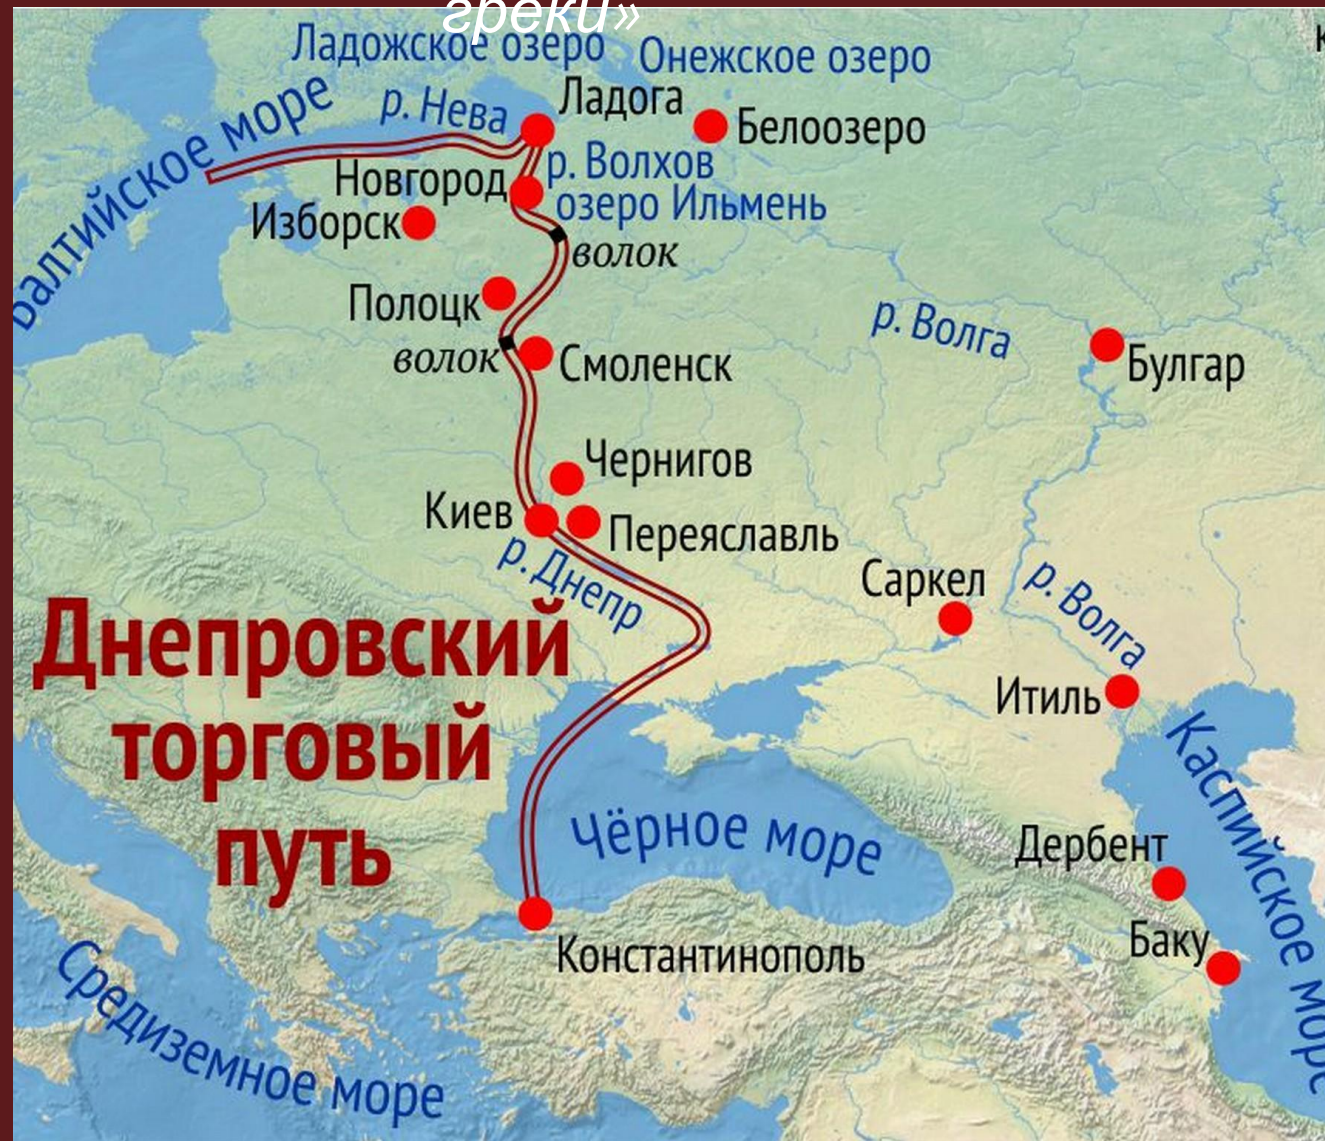 греки»
Ладожское озеро
Онежское озеро
Балтийское море
р. Нева
Ладога
Белоозеро
р. Волхов
Новгород
озеро Ильмень
Изборск
волок
Полоцк
р. Волга
волок
Смоленск
Булгар
Чернигов
Киев
Переяславль
р. Днепр
Саркел
р. Волга
Днепровский
торговый
путь
Итиль
Каспийское море
Чёрное море
Дербент
Баку
Константинополь
Средиземное море